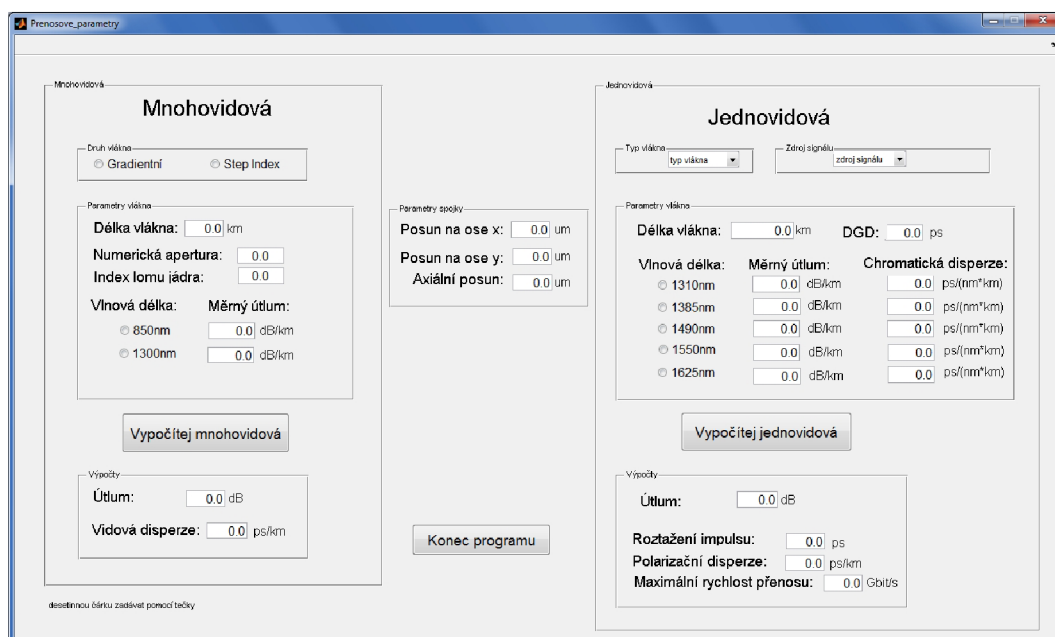 Prenosove_parametry
Mnohovidová
Mnohovidová
Druh vlákna
Gradientní Step Index
Parametry vlákna
Délka vlákna: 0.0 km
Numerická apertura: 0.0
Index lomu jádra: 0.0
Vlnová délka: Měrný útlum:
850nm 0.0 dB/km
1300nm 0.0 dB/km
Vypočítej mnohovidová
Výpočty
Útlum: 0.0 dB
Vidová disperze: 0.0 ps/km
desetinnou čárku zadávat pomocí tečky
Parametry spojky
Posun na ose x: 0.0 um
Posun na ose y: 0.0 um
Axiální posun: 0.0 um
Konec programu
Jednovidová
Jednovidová
Typ vlákna
typ vlákna
Zdroj signálu
zdroj signálu
Parametry vlákna
Délka vlákna: 0.0 km DGD: 0.0 ps
Vlnová délka: Měrný útlum: Chromatická disperze:
1310nm 0.0 dB/km 0.0 ps/(nm*km)
1385nm 0.0 dB/km 0.0 ps/(nm*km)
1490nm 0.0 dB/km 0.0 ps/(nm*km)
1550nm 0.0 dB/km 0.0 ps/(nm*km)
1625nm 0.0 dB/km 0.0 ps/(nm*km)
Vypočítej jednovidová
Výpočty
Útlum: 0.0 dB
Roztažení impulsu: 0.0 ps
Polarizační disperze: 0.0 ps/km
Maximální rychlost přenosu: 0.0 Gbit/s